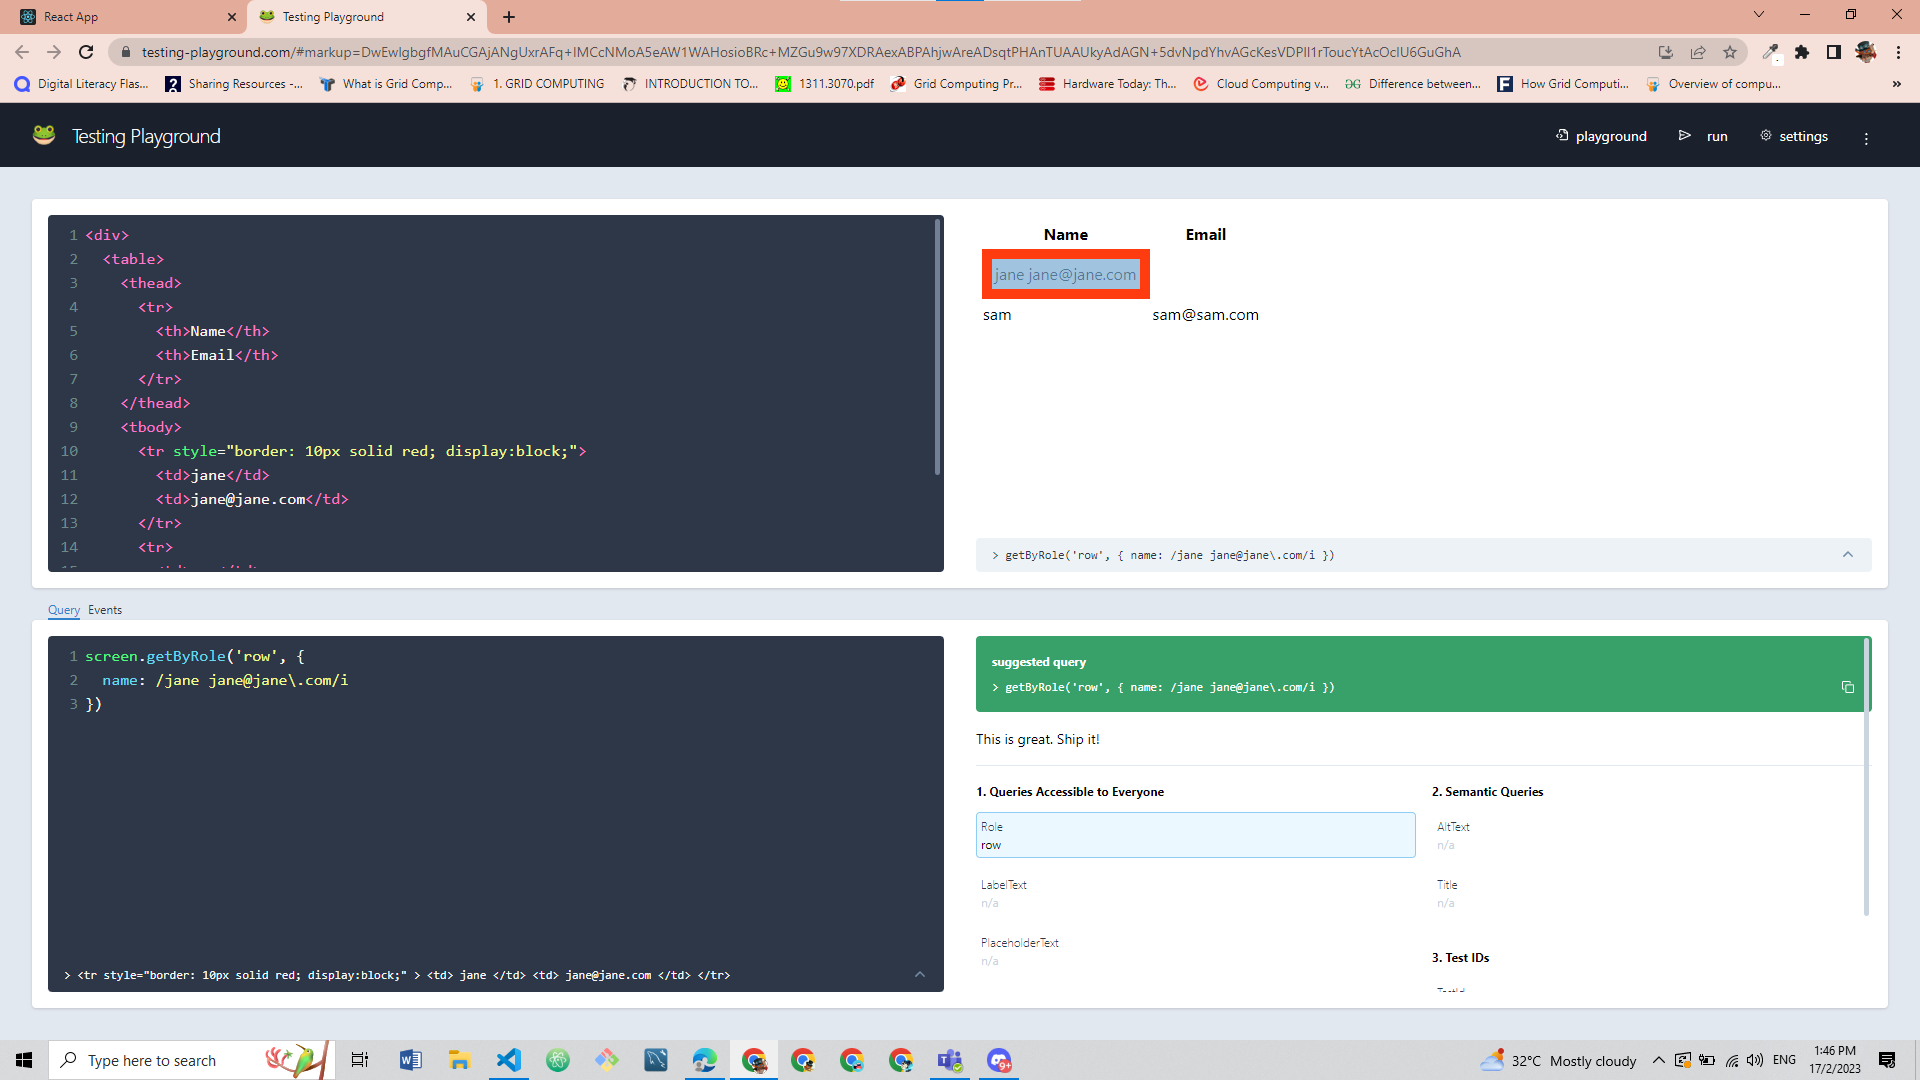 React App
Testing Playground
testing-playground.com/#markup=DwEwlgbgfMAuCGAjANgUxrAFq+IMCcNMoA5eAW1WAHosioBRc+MZGu9w97XDRAexABPAhjwAreADsqtPHAnTUAAUkyAdAGN+5dvNpdYhvAGcKesVDPIl1rToucYtAcOclU6GuGhA
Digital Literacy Flas...
Sharing Resources -...
What is Grid Comp...
1. GRID COMPUTING
INTRODUCTION TO...
1311.3070.pdf
Grid Computing Pr...
Hardware Today: Th...
Cloud Computing v...
Difference between...
How Grid Computi...
Overview of compu...
Testing Playground
playground
run
settings
1 <div>
2 <table>
3 <thead>
4 <tr>
5 <th>Name</th>
6 <th>Email</th>
7 </tr>
8 </thead>
9 <tbody>
10 <tr style="border: 10px solid red; display:block;">
11 <td>jane</td>
12 <td>jane@jane.com</td>
13 </tr>
14 <tr>
Name Email
jane jane@jane.com
sam sam@sam.com
> getByRole('row', { name: /jane jane@jane\.com/i })
Query Events
1 screen.getByRole('row', {
2 name: /jane jane@jane\.com/i
3 })
> <tr style="border: 10px solid red; display:block;" > <td> jane </td> <td> jane@jane.com </td> </tr>
suggested query
> getByRole('row', { name: /jane jane@jane\.com/i })
This is great. Ship it!
1. Queries Accessible to Everyone
Role
row
LabelText
n/a
PlaceholderText
n/a
2. Semantic Queries
AltText
n/a
Title
n/a
3. Test IDs
Type here to search
9+
32°C Mostly cloudy
ENG
1:46 PM
17/2/2023